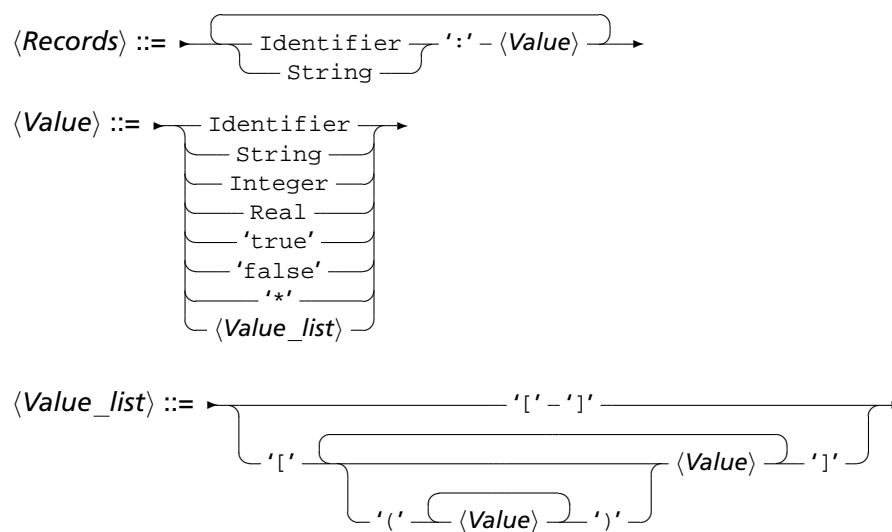 ⟨Records⟩ ::= Identifier ':' ⟨Value⟩
String
⟨Value⟩ ::= Identifier
String
Integer
Real
'true'
'false'
'*'
⟨Value_list⟩
⟨Value_list⟩ ::= '[' ']'
'[' ⟨Value⟩ ']'
'(' ⟨Value⟩ ')'